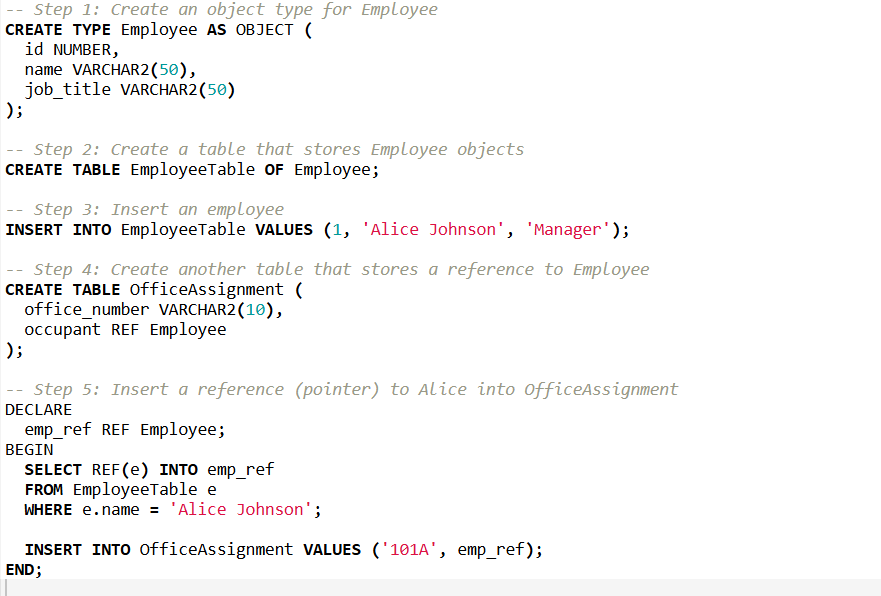 -- Step 1: Create an object type for Employee
CREATE TYPE Employee AS OBJECT (
  id NUMBER,
  name VARCHAR2(50),
  job_title VARCHAR2(50)
);

-- Step 2: Create a table that stores Employee objects
CREATE TABLE EmployeeTable OF Employee;

-- Step 3: Insert an employee
INSERT INTO EmployeeTable VALUES (1, 'Alice Johnson', 'Manager');

-- Step 4: Create another table that stores a reference to Employee
CREATE TABLE OfficeAssignment (
  office_number VARCHAR2(10),
  occupant REF Employee
);

-- Step 5: Insert a reference (pointer) to Alice into OfficeAssignment
DECLARE
  emp_ref REF Employee;
BEGIN
  SELECT REF(e) INTO emp_ref
  FROM EmployeeTable e
  WHERE e.name = 'Alice Johnson';

  INSERT INTO OfficeAssignment VALUES ('101A', emp_ref);
END;